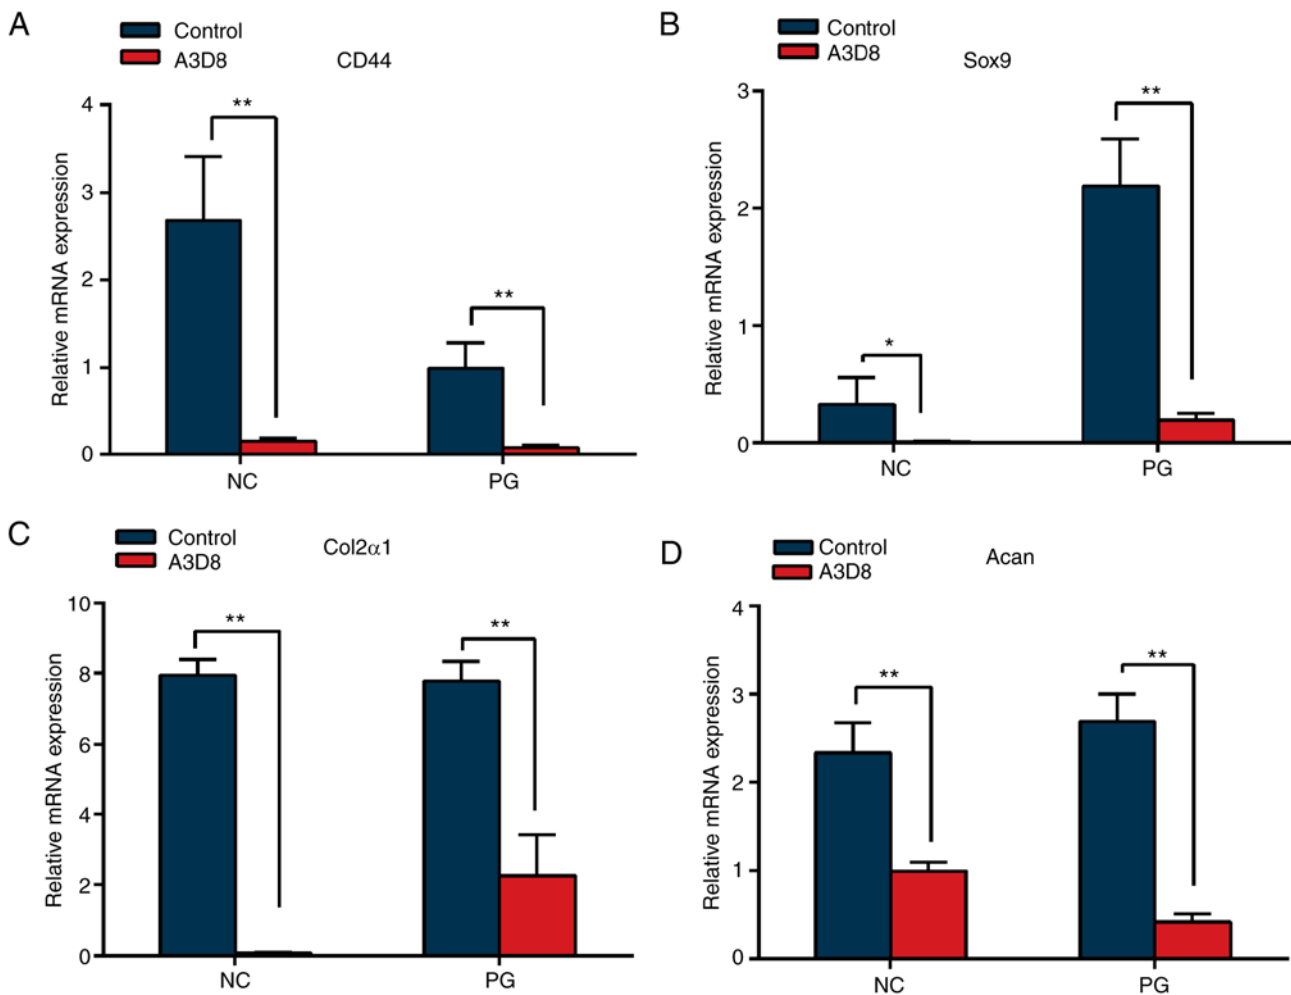 A
Control
A3D8
CD44
Relative mRNA expression
4
3
2
1
0
**
**
NC
PG
B
Control
A3D8
Sox9
Relative mRNA expression
3
2
1
0
*
**
NC
PG
C
Control
A3D8
Col2α1
Relative mRNA expression
10
8
6
4
2
0
**
**
NC
PG
D
Control
A3D8
Acan
Relative mRNA expression
4
3
2
1
0
**
**
NC
PG